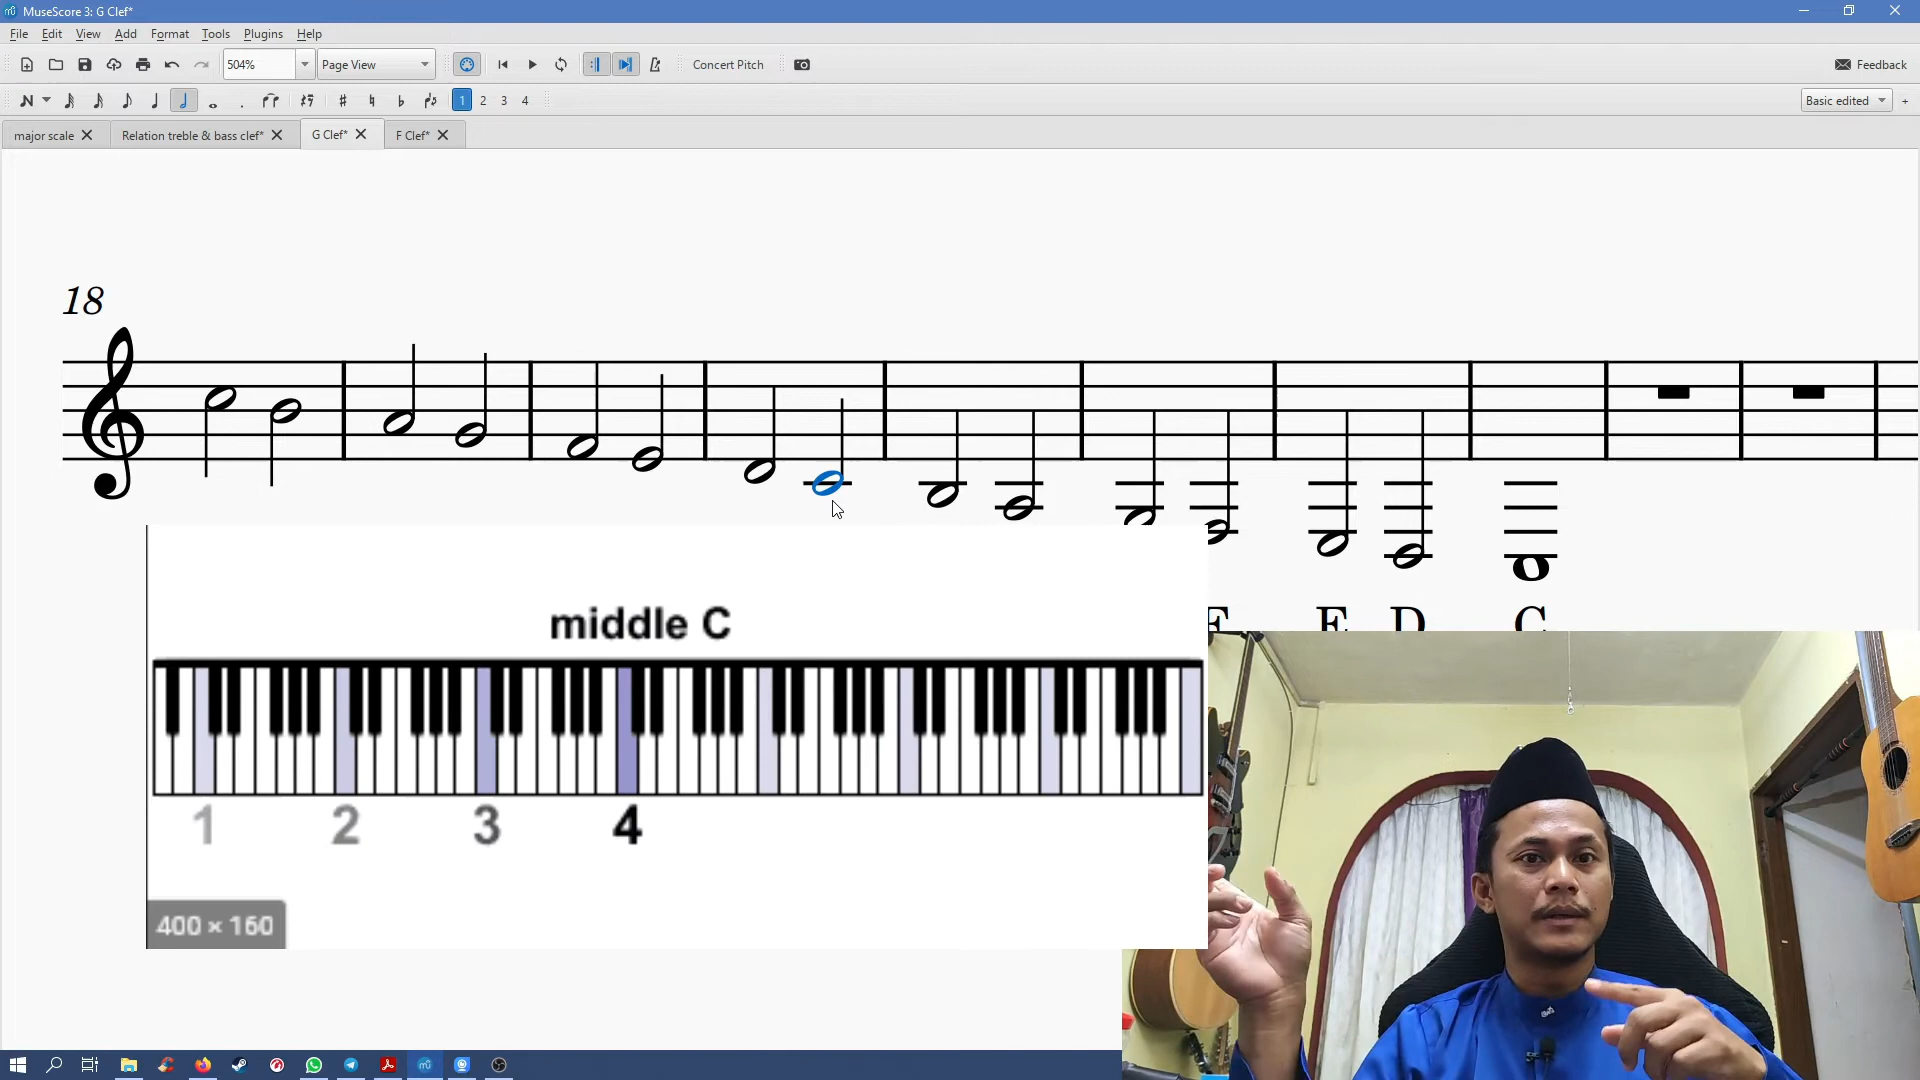 MuseScore 3: G Clef*
File Edit View Add Format Tools Plugins Help
504% Page View Concert Pitch Feedback
1 2 3 4 Basic edited +
major scale Relation treble & bass clef* G Clef* F Clef*
18
F E D C
middle C
1 2 3 4
400 × 160